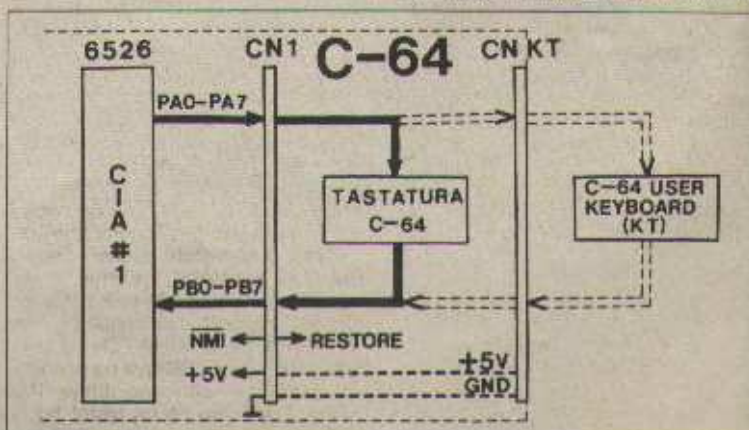 6526
CN1
C-64
CN KT
PA0-PA7
CIA #1
TASTATURA
C-64
C-64 USER
KEYBOARD
(KT)
PB0-PB7
NMI
RESTORE
+5V
+5V
GND